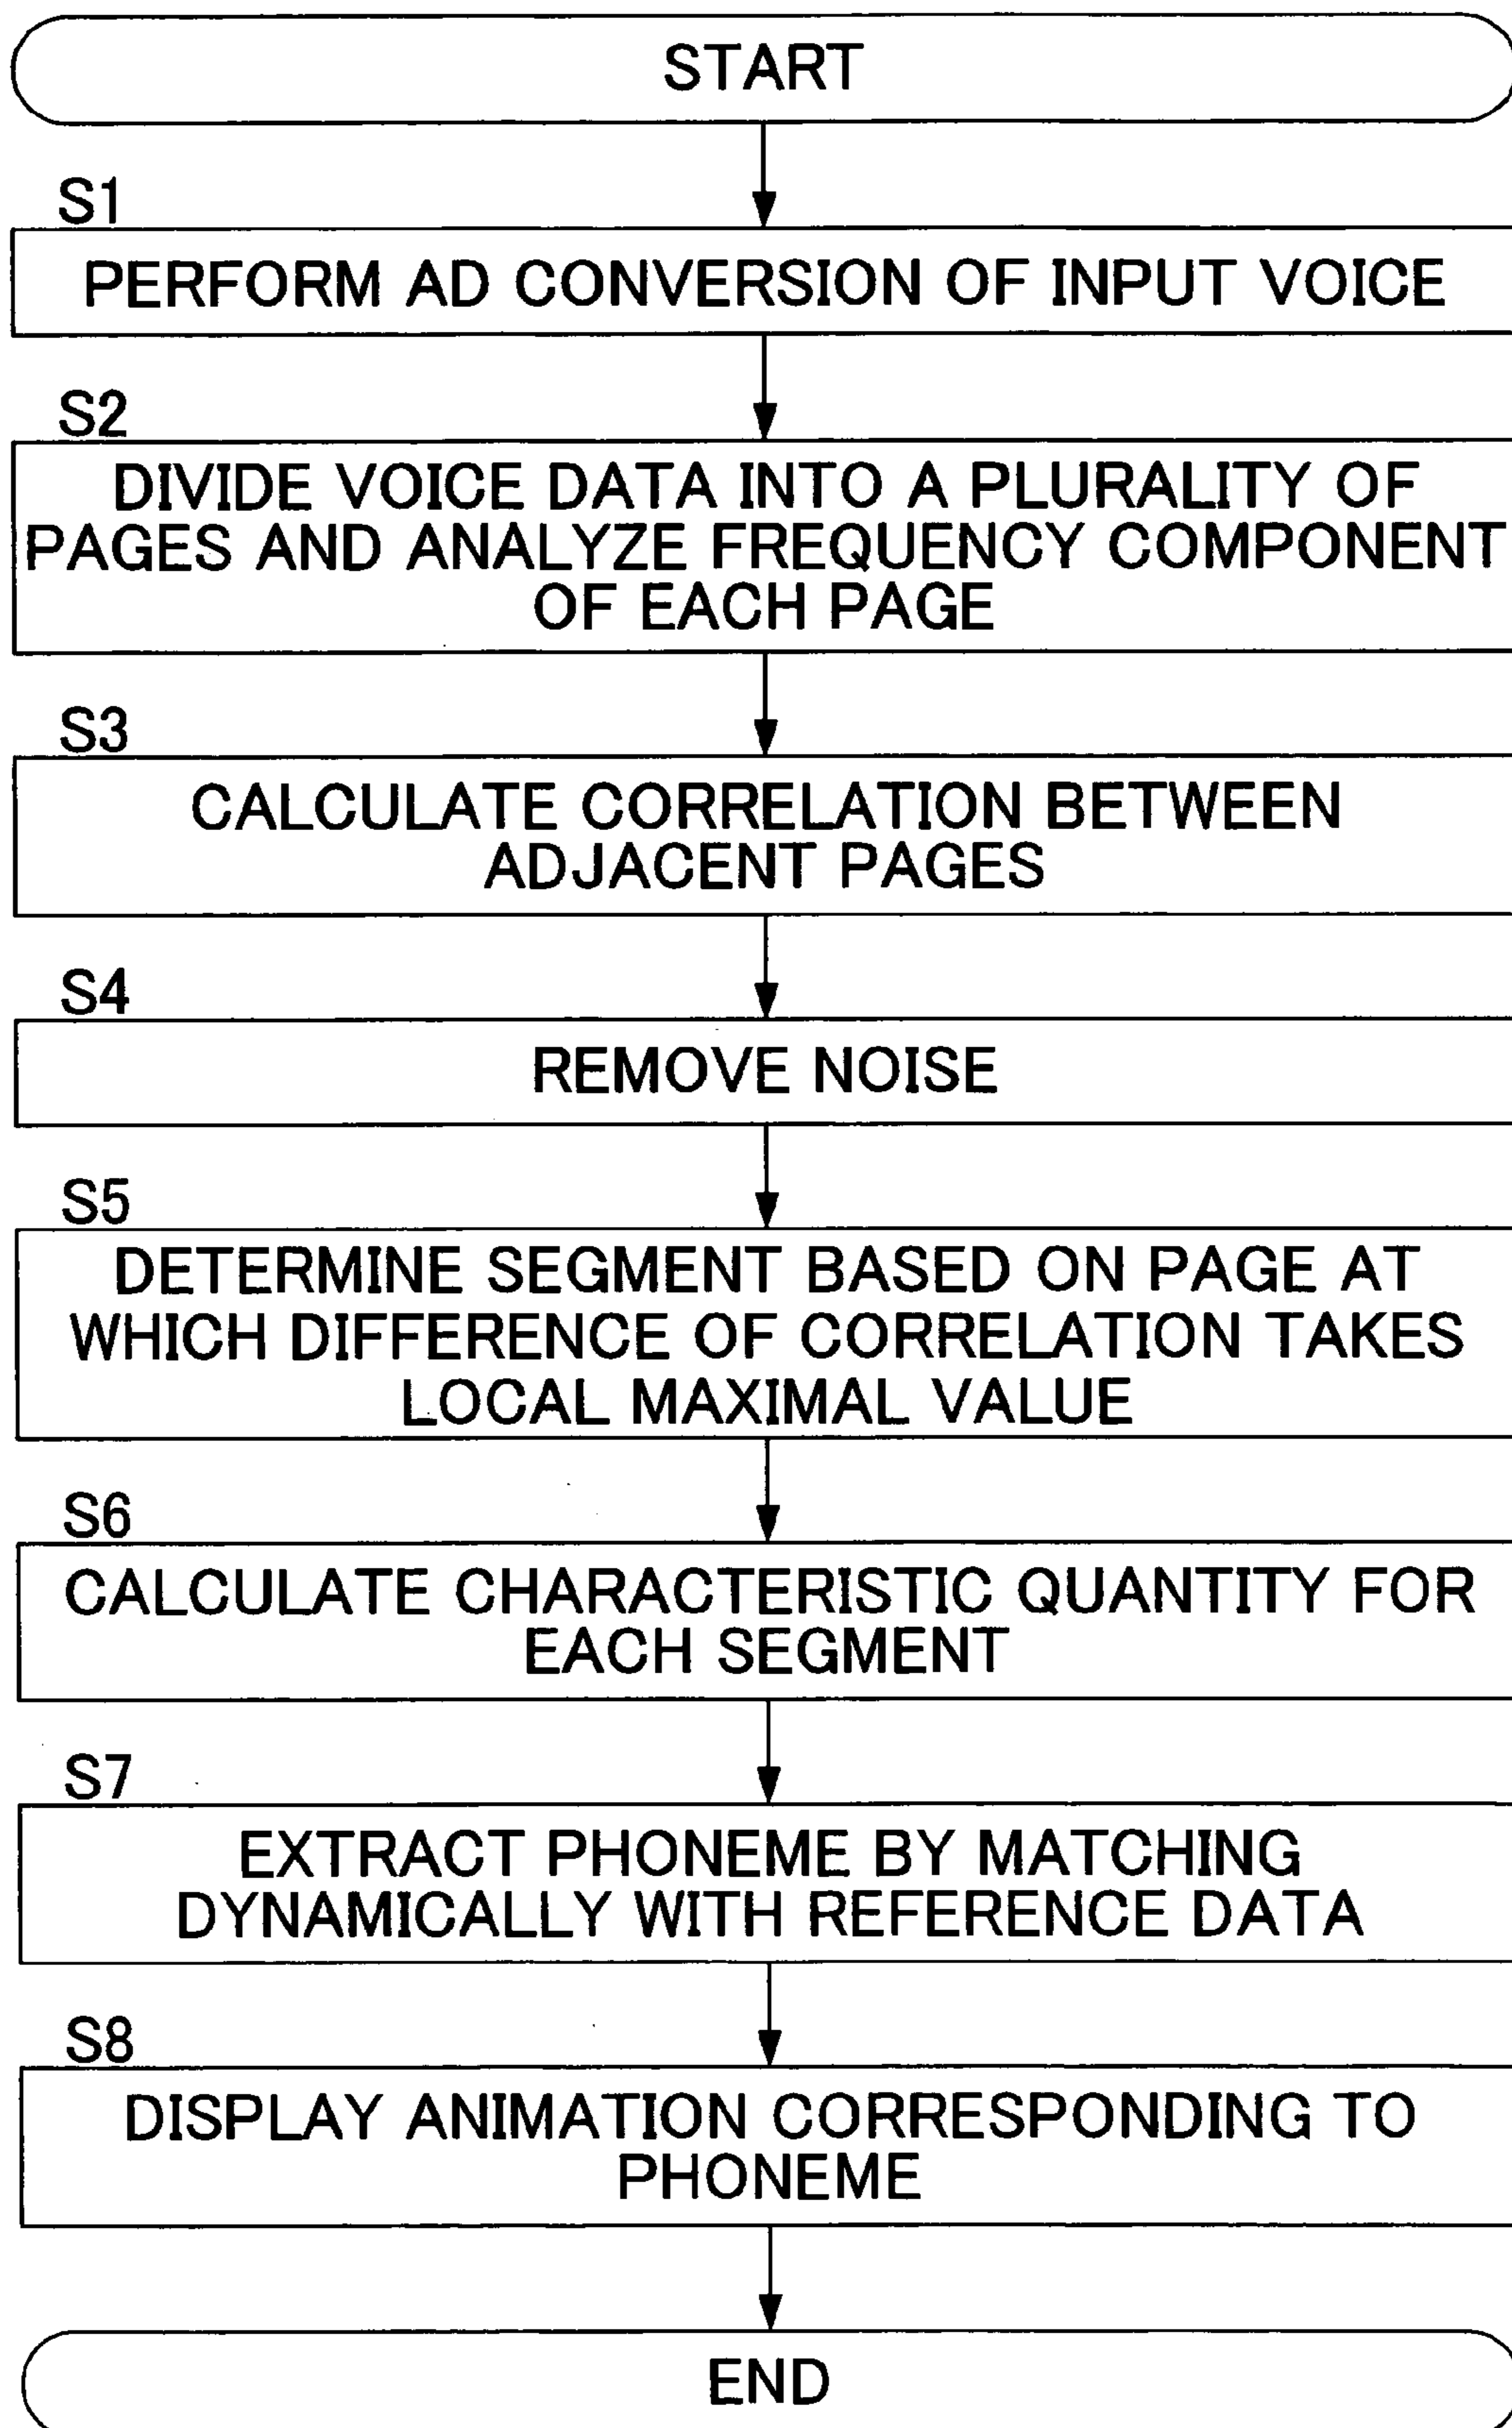 START
S1
PERFORM AD CONVERSION OF INPUT VOICE
S2
DIVIDE VOICE DATA INTO A PLURALITY OF
PAGES AND ANALYZE FREQUENCY COMPONENT
OF EACH PAGE
S3
CALCULATE CORRELATION BETWEEN
ADJACENT PAGES
S4
REMOVE NOISE
S5
DETERMINE SEGMENT BASED ON PAGE AT
WHICH DIFFERENCE OF CORRELATION TAKES
LOCAL MAXIMAL VALUE
S6
CALCULATE CHARACTERISTIC QUANTITY FOR
EACH SEGMENT
S7
EXTRACT PHONEME BY MATCHING
DYNAMICALLY WITH REFERENCE DATA
S8
DISPLAY ANIMATION CORRESPONDING TO
PHONEME
END